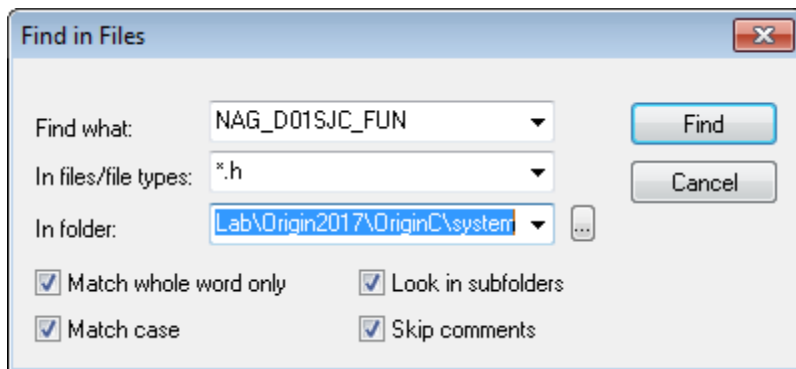 Find in Files
Find what: NAG_D01SJC_FUN Find
In files/file types: *.h Cancel
In folder: Lab\Origin2017\OriginC\system ...
Match whole word only Look in subfolders
Match case Skip comments